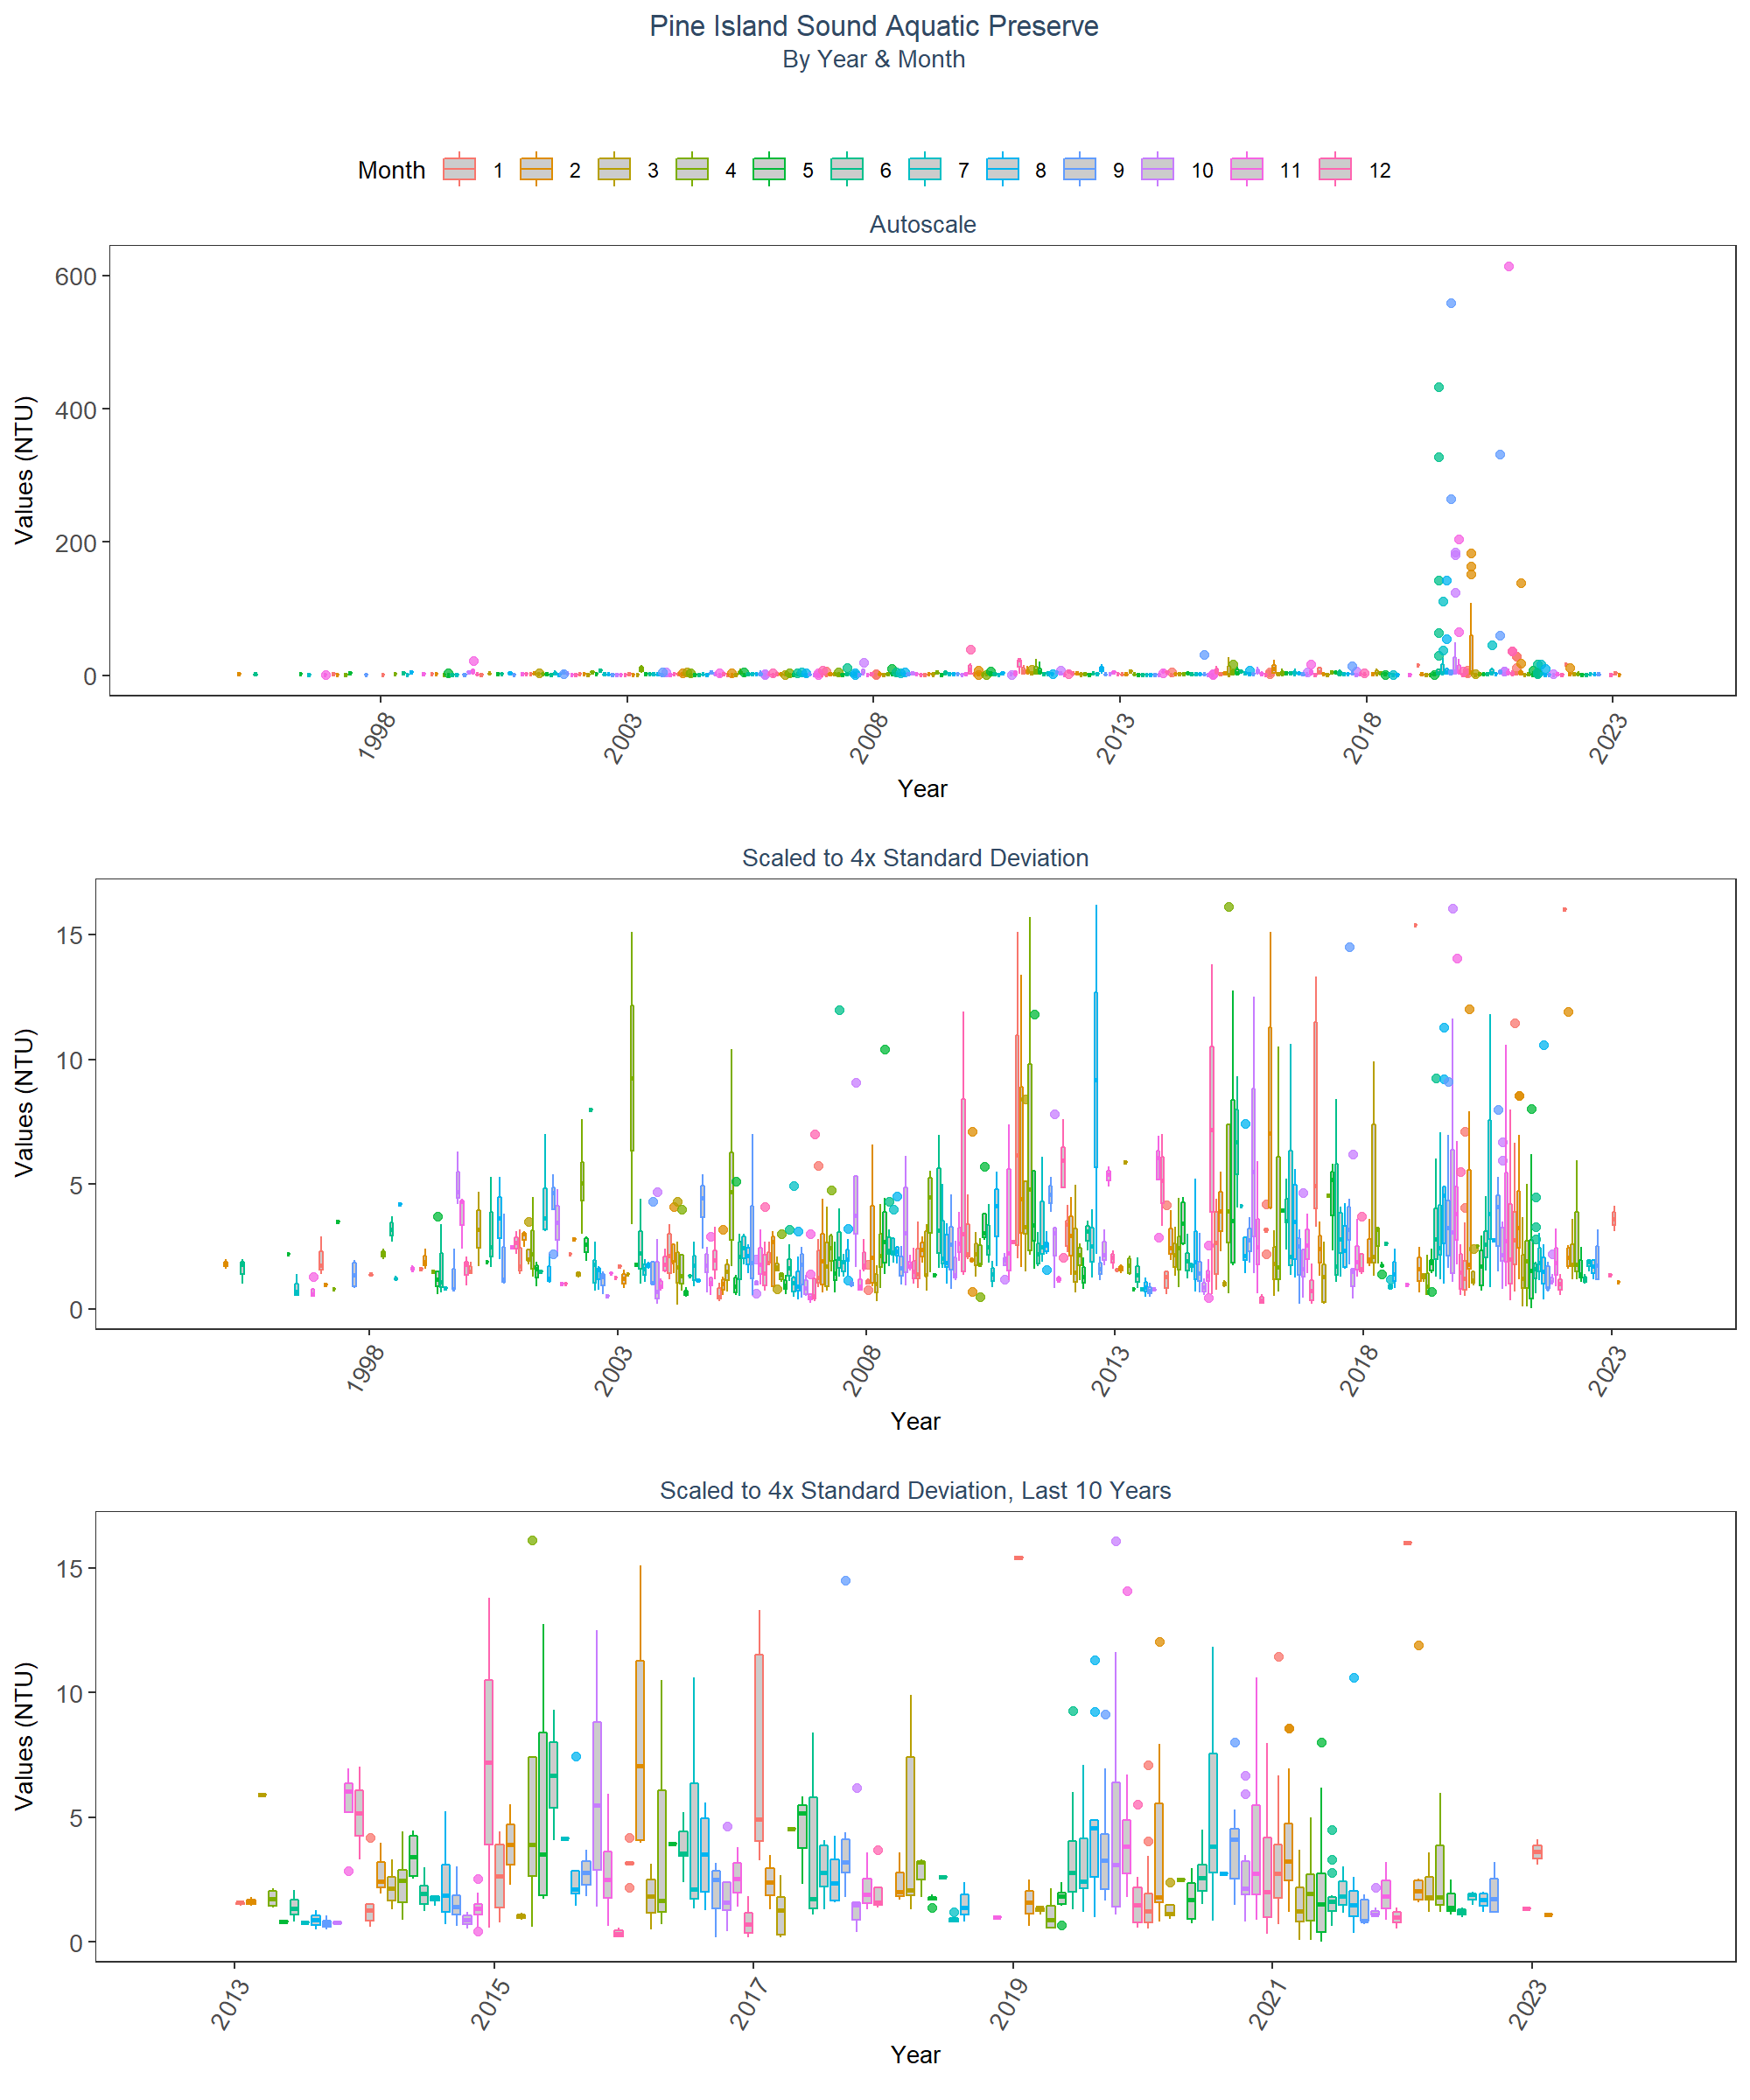 Pine Island Sound Aquatic Preserve
By Year & Month
Month 1 2 3 4 5 6 7 8 9 10 11 12
Autoscale
Values (NTU)
600
400
200
0
1998 2003 2008 2013 2018 2023
Year
Scaled to 4x Standard Deviation
Values (NTU)
15
10
5
0
1998 2003 2008 2013 2018 2023
Year
Scaled to 4x Standard Deviation, Last 10 Years
Values (NTU)
15
10
5
0
2013 2015 2017 2019 2021 2023
Year